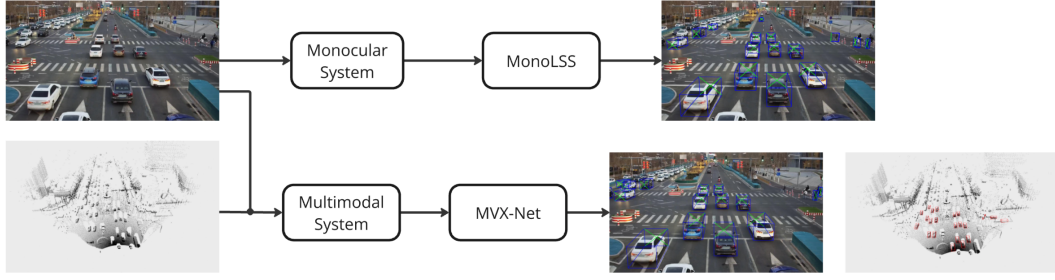 Monocular
System
MonoLSS
Multimodal
System
MVX-Net